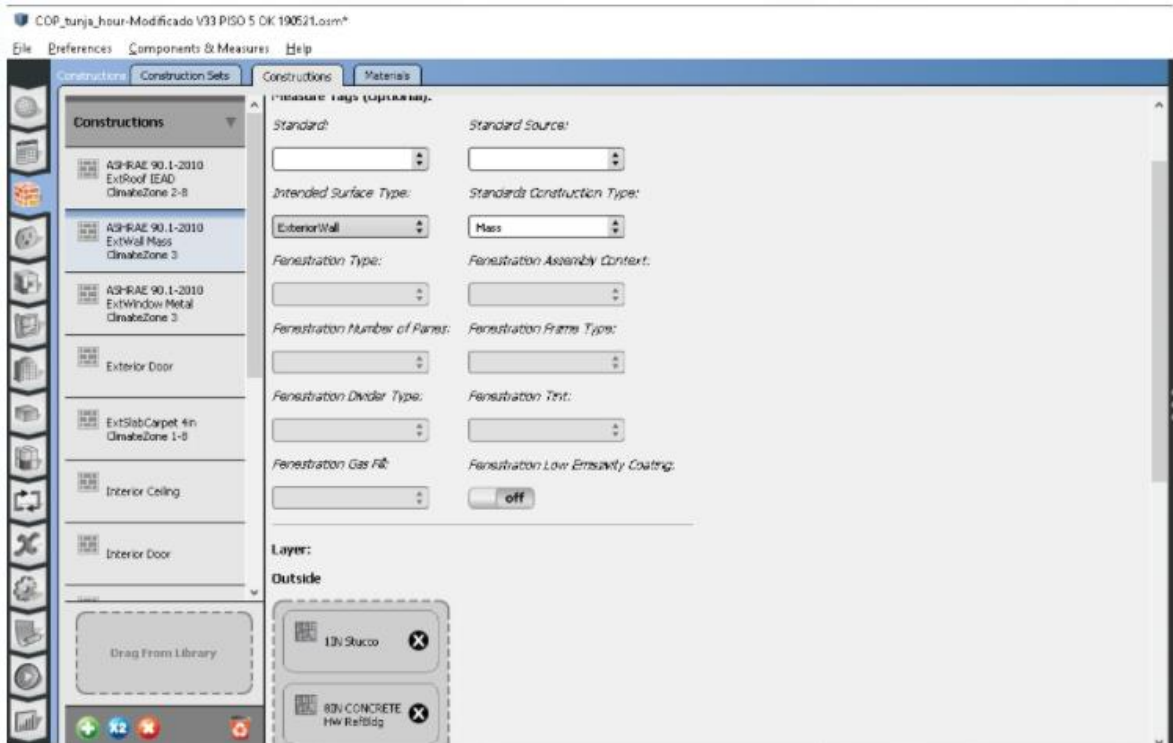 COP_tunja_hour-Modificado V33 PISO 5 OK 190521.osm*
File Preferences Components & Measures Help
Constructions Construction Sets Constructions Materials
Measure Tags (Optional):
Constructions
ASHRAE 90.1-2010
ExtRoof IEAD
ClimateZone 2-8
ASHRAE 90.1-2010
ExtWall Mass
ClimateZone 3
ASHRAE 90.1-2010
ExtWindow Metal
ClimateZone 3
Exterior Door
ExtSlabCarpet 4in
ClimateZone 1-8
Interior Ceiling
Interior Door
Drag From Library
X2
Standard: Standard Source:
Intended Surface Type: Standards Construction Type:
ExteriorWall Mass
Fenestration Type: Fenestration Assembly Context:
Fenestration Number of Panes: Fenestration Frame Type:
Fenestration Divider Type: Fenestration Tint:
Fenestration Gas Fill: Fenestration Low Emissivity Coating:
off
Layer:
Outside
1IN Stucco
8IN CONCRETE
HW RefBldg